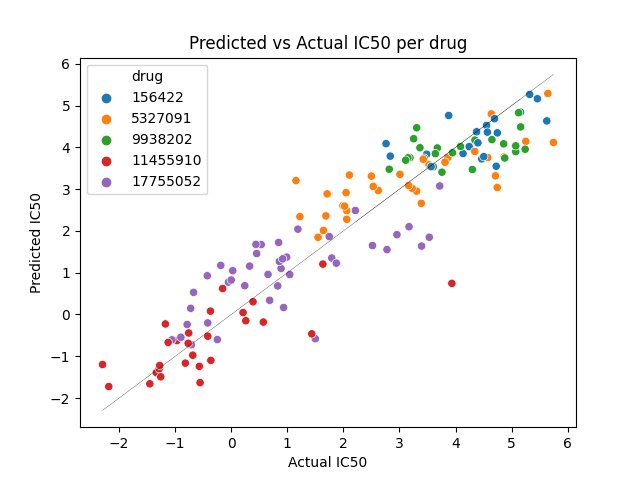 Predicted vs Actual IC50 per drug
drug
156422
5327091
9938202
11455910
17755052
Predicted IC50
6
5
4
3
2
1
0
−1
−2
−2 −1 0 1 2 3 4 5 6
Actual IC50